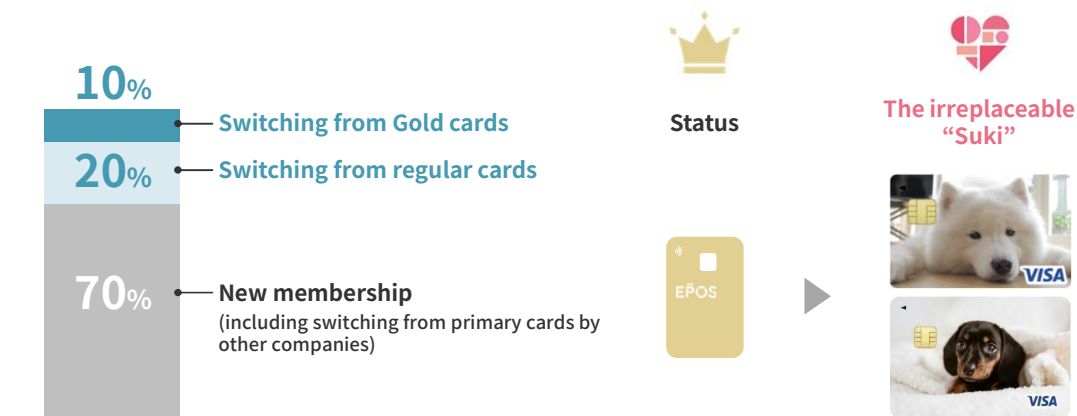 10%
Switching from Gold cards
20%
Switching from regular cards
70%
New membership
(including switching from primary cards by
other companies)
Status
EPOS
The irreplaceable
“Suki”
VISA
VISA